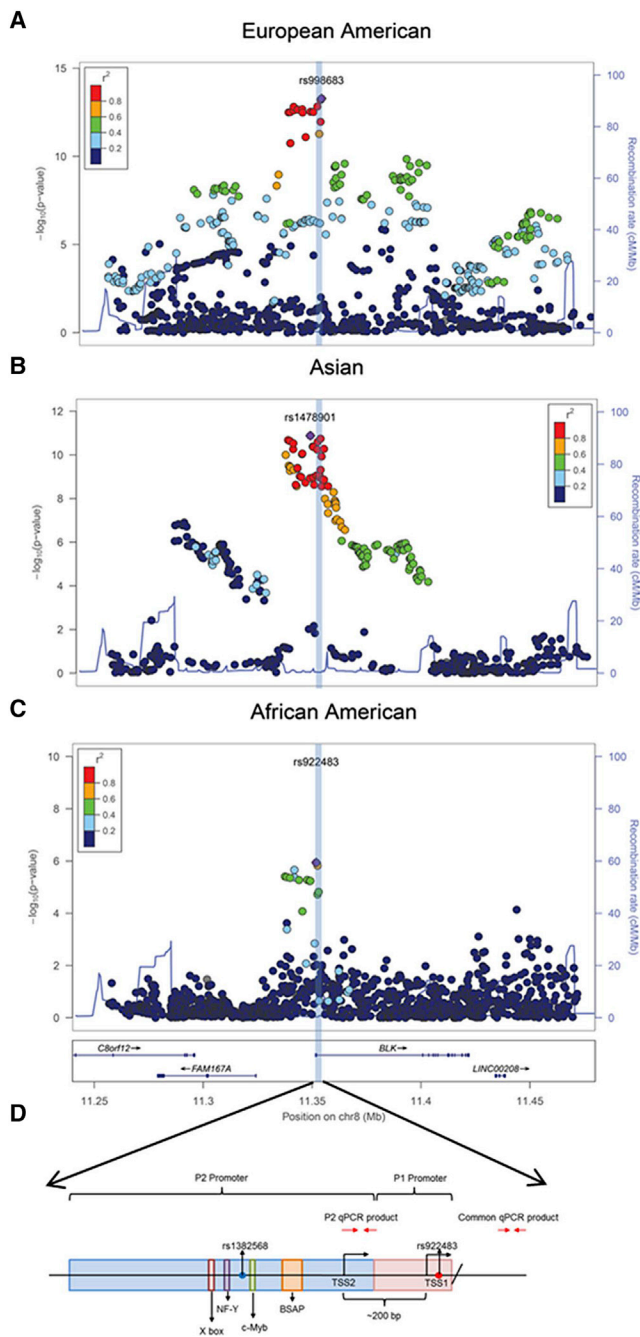 A
European American
rs998683
r²
0.8
0.6
0.4
0.2
15
10
5
0
−log₁₀(p−value)
100
80
60
40
20
0
Recombination rate (cM/Mb)
B
Asian
rs1478901
r²
0.8
0.6
0.4
0.2
12
10
8
6
4
2
0
−log₁₀(p−value)
100
80
60
40
20
0
Recombination rate (cM/Mb)
C
African American
rs922483
r²
0.8
0.6
0.4
0.2
10
8
6
4
2
0
−log₁₀(p−value)
100
80
60
40
20
0
Recombination rate (cM/Mb)
C8orf12→
BLK→
←FAM167A
LINC00208→
11.25 11.3 11.35 11.4 11.45
Position on chr8 (Mb)
D
P2 Promoter P1 Promoter
P2 qPCR product Common qPCR product
rs1382568 rs922483
TSS2 TSS1
NF-Y BSAP ~200 bp
X box c-Myb